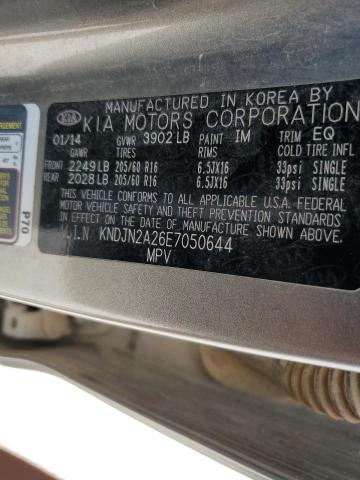 MANUFACTURED IN KOREA BY
KIA KIA MOTORS CORPORATION
01/14 GVWR 3902 LB PAINT IM TRIM EQ
GAWR TIRES RIMS COLD TIRE INFL
FRONT 2249 LB 205/60 R16 6.5JX16 33psi SINGLE
REAR 2028 LB 205/60 R16 6.5JX16 33psi SINGLE
THIS VEHICLE CONFORMS TO ALL APPLICABLE U.S.A. FEDERAL
MOTOR VEHICLE SAFETY AND THEFT PREVENTION STANDARDS
IN EFFECT ON THE DATE OF MANUFACTURE SHOWN ABOVE.
V.I.N KNDJN2A26E7050644
MPV
P70